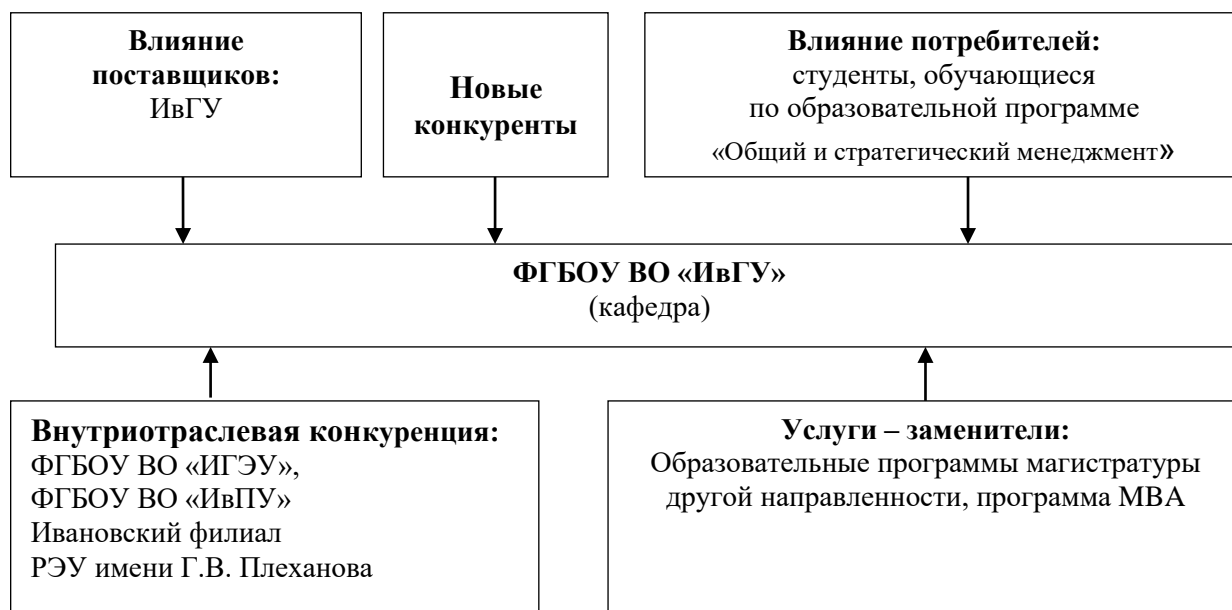 Влияние
поставщиков:
ИвГУ
Новые
конкуренты
Влияние потребителей:
студенты, обучающиеся
по образовательной программе
«Общий и стратегический менеджмент»
ФГБОУ ВО «ИвГУ»
(кафедра)
Внутриотраслевая конкуренция:
ФГБОУ ВО «ИГЭУ»,
ФГБОУ ВО «ИвПУ»
Ивановский филиал
РЭУ имени Г.В. Плеханова
Услуги – заменители:
Образовательные программы магистратуры
другой направленности, программа МВА